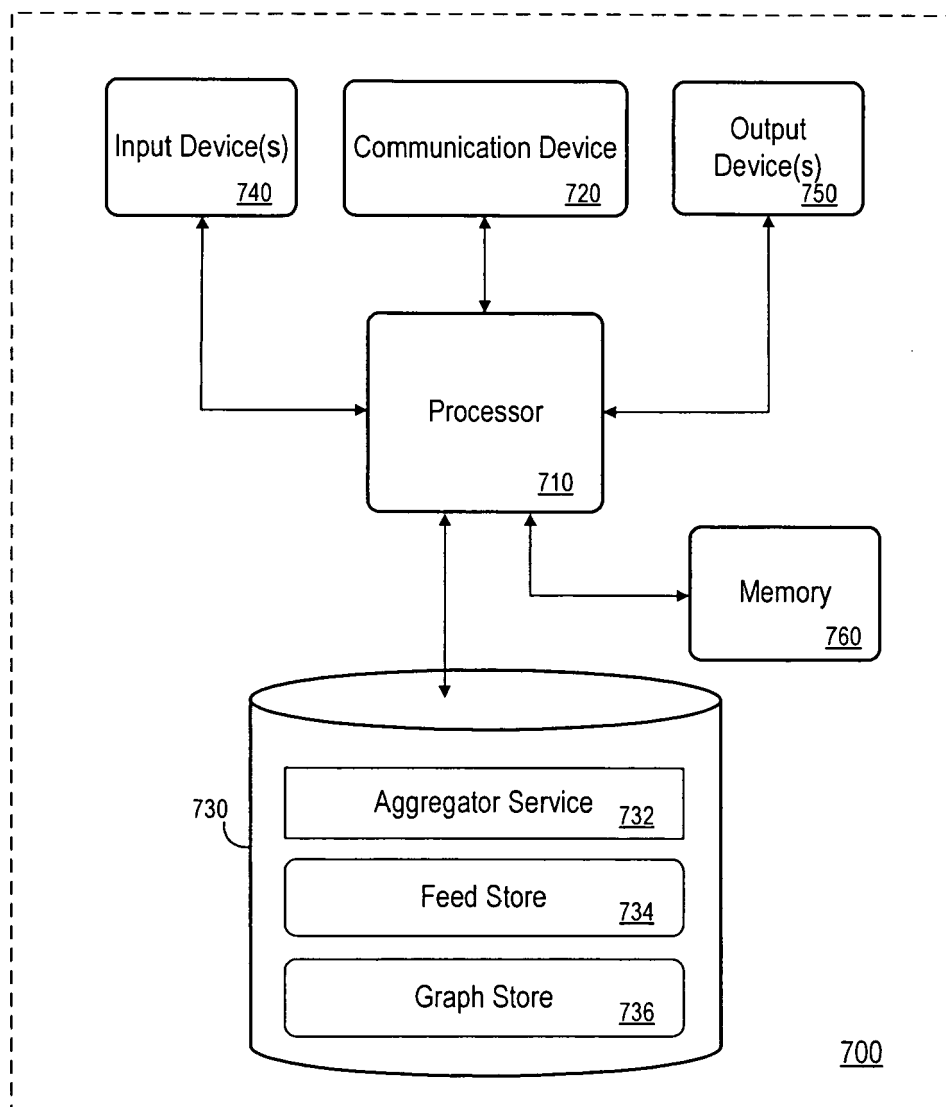 Input Device(s)
740
Communication Device
720
Output
Device(s)
750
Processor
710
Memory
760
730
Aggregator Service
732
Feed Store
734
Graph Store
736
700